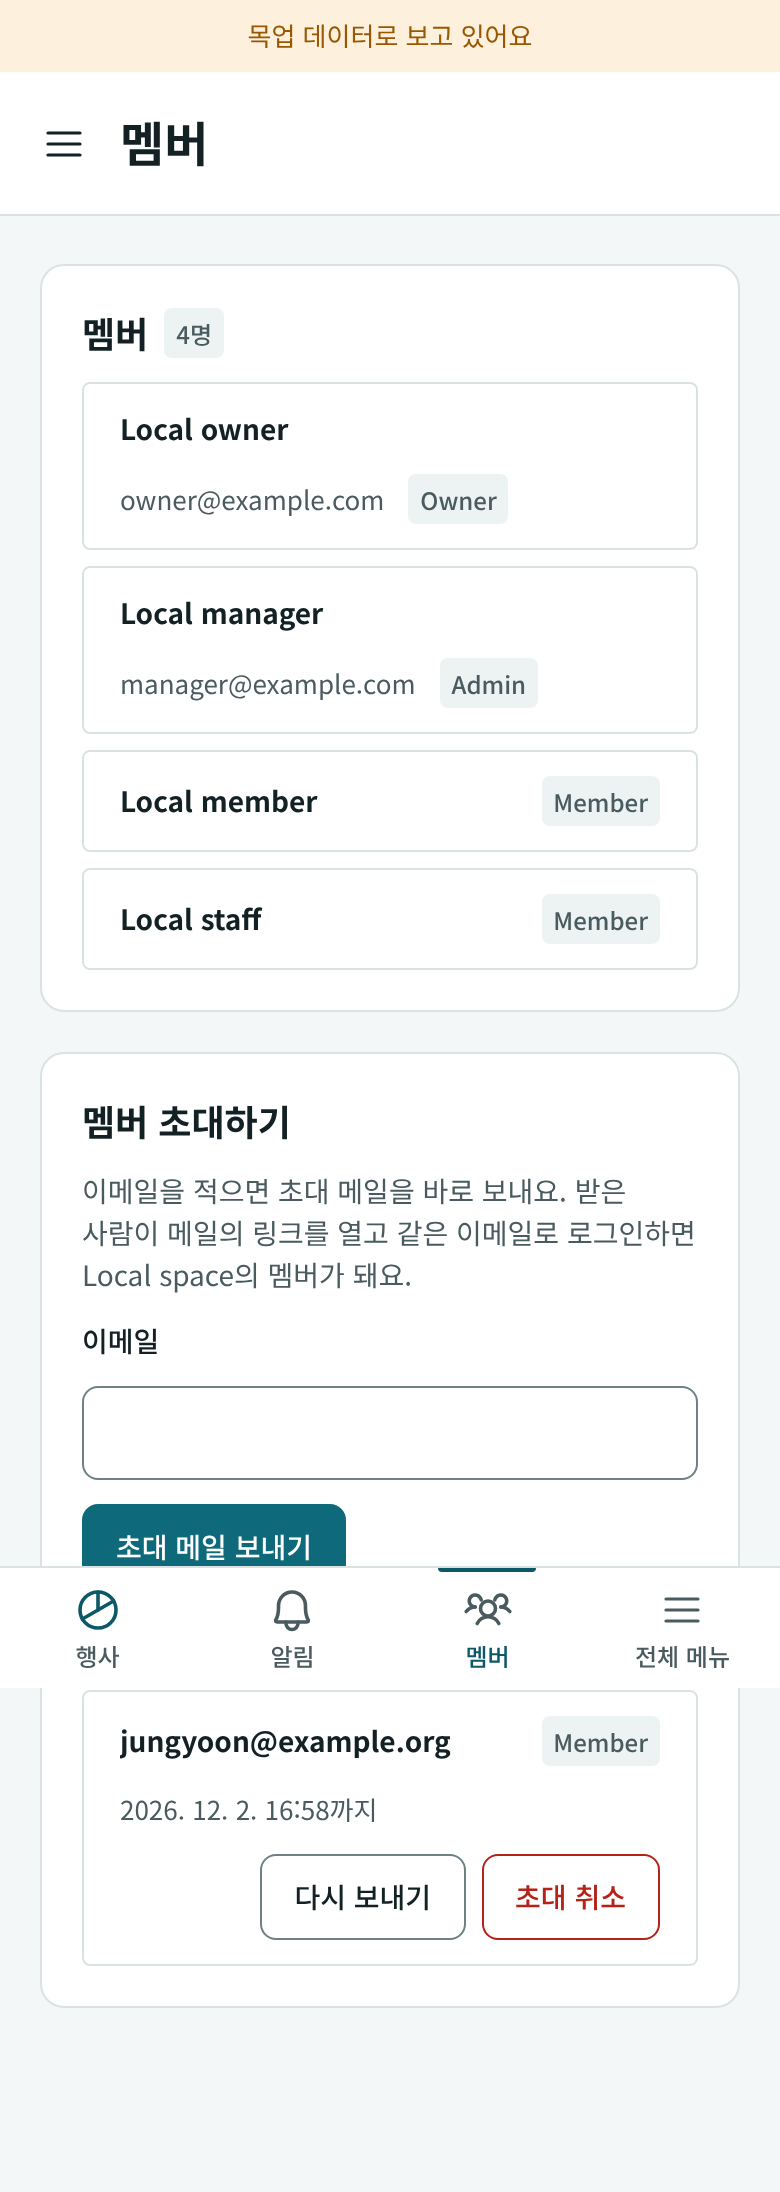 목업 데이터로 보고 있어요
멤버
멤버 4명
Local owner
owner@example.com Owner
Local manager
manager@example.com Admin
Local member Member
Local staff Member
멤버 초대하기
이메일을 적으면 초대 메일을 바로 보내요. 받은
사람이 메일의 링크를 열고 같은 이메일로 로그인하면
Local space의 멤버가 돼요.
이메일
초대 메일 보내기
행사 알림 멤버 전체 메뉴
jungyoon@example.org Member
2026. 12. 2. 16:58까지
다시 보내기 초대 취소